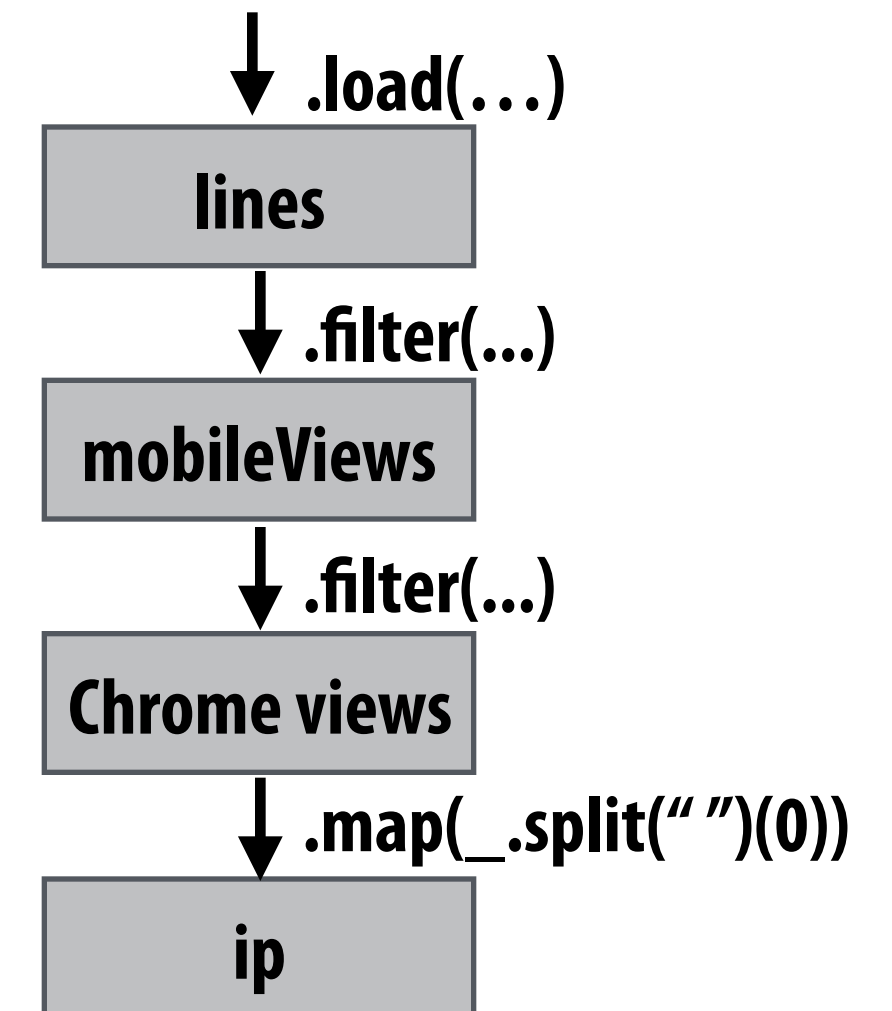 .load(...)
lines
.filter(...)
mobileViews
.filter(...)
Chrome views
.map(_.split(“ ”)(0))
ip